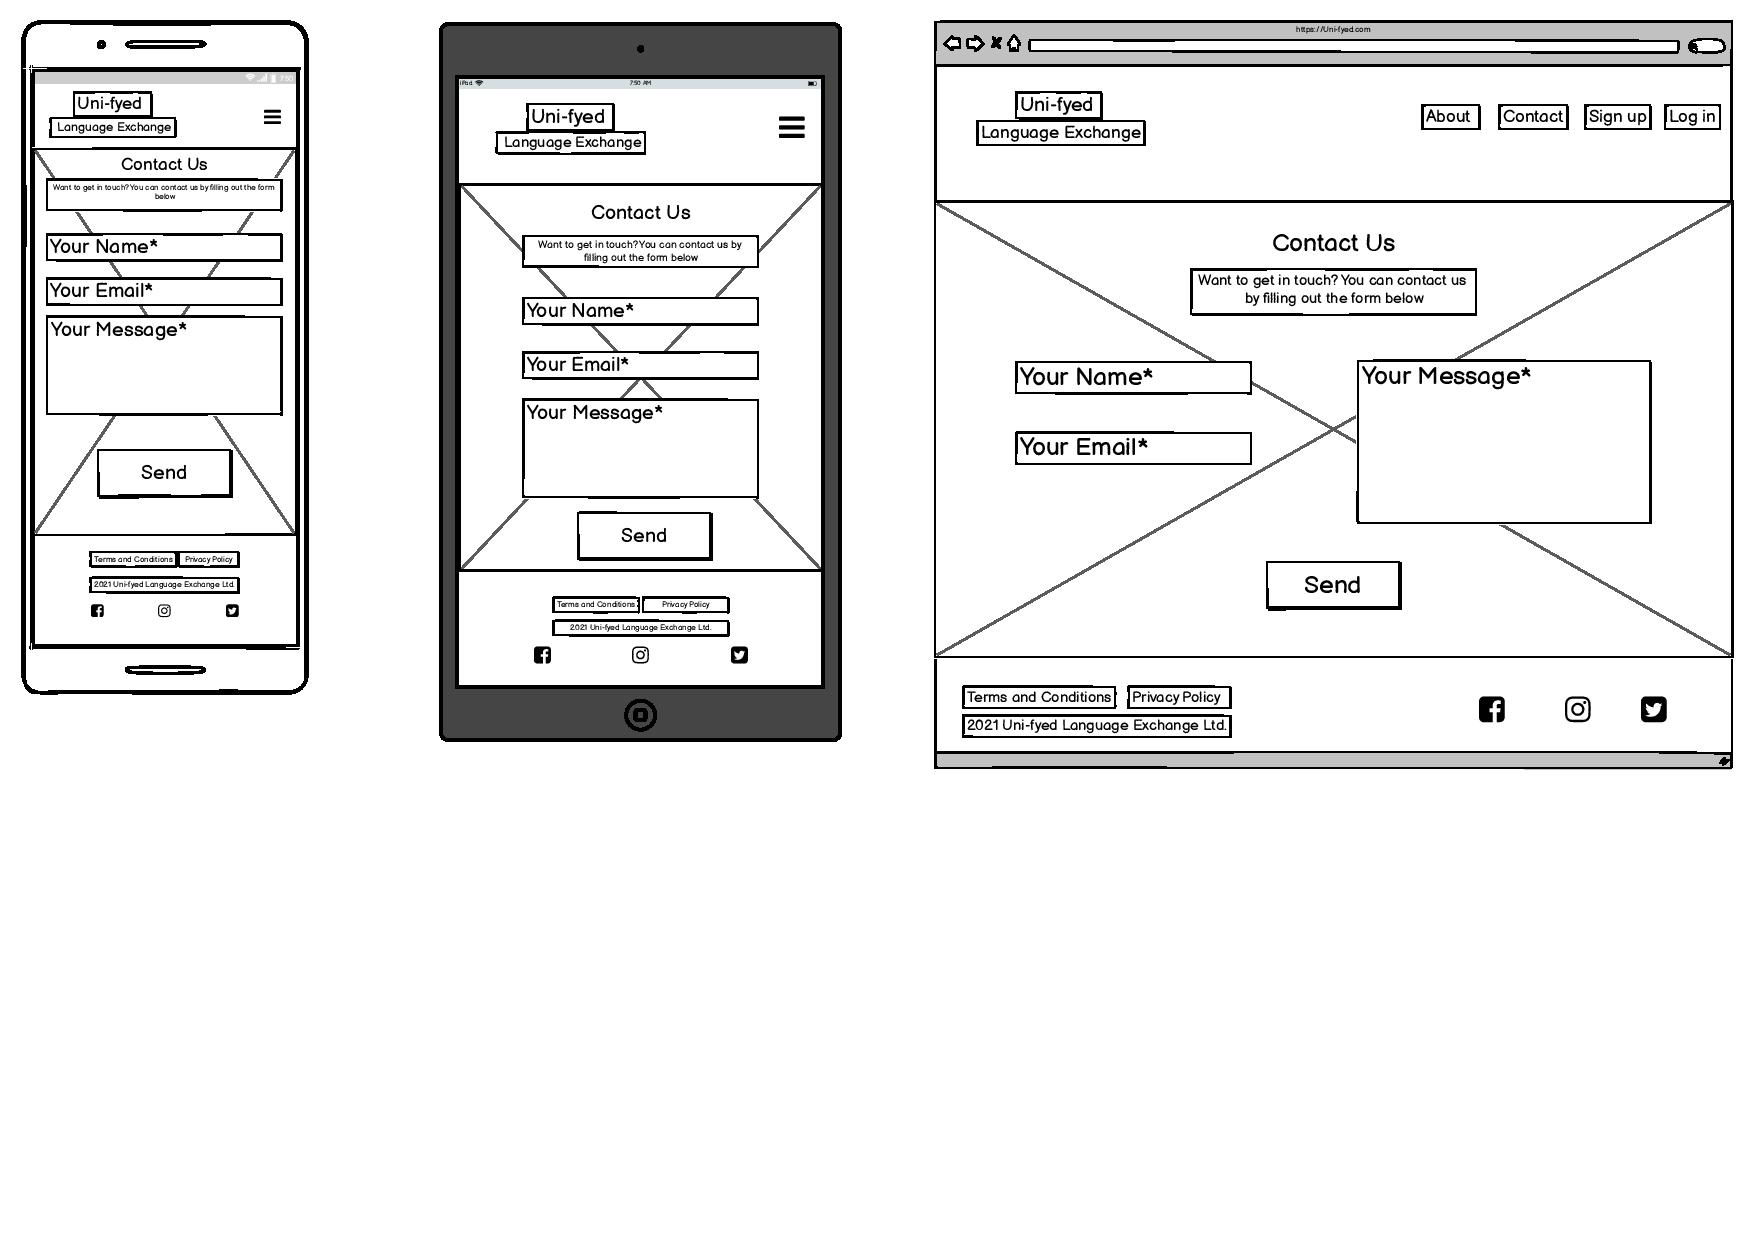 7:50
Uni-fyed
Language Exchange
Contact Us
Want to get in touch? You can contact us by filling out the form
below
Your Name*
Your Email*
Your Message*
Send
Terms and Conditions
Privacy Policy
2021 Uni-fyed Language Exchange Ltd.
iPad
7:50 AM
Uni-fyed
Language Exchange
Contact Us
Want to get in touch? You can contact us by
filling out the form below
Your Name*
Your Email*
Your Message*
Send
Terms and Conditions
Privacy Policy
2021 Uni-fyed Language Exchange Ltd.
https://Uni-fyed.com
Uni-fyed
Language Exchange
About
Contact
Sign up
Log in
Contact Us
Want to get in touch? You can contact us
by filling out the form below
Your Name*
Your Email*
Your Message*
Send
Terms and Conditions
Privacy Policy
2021 Uni-fyed Language Exchange Ltd.